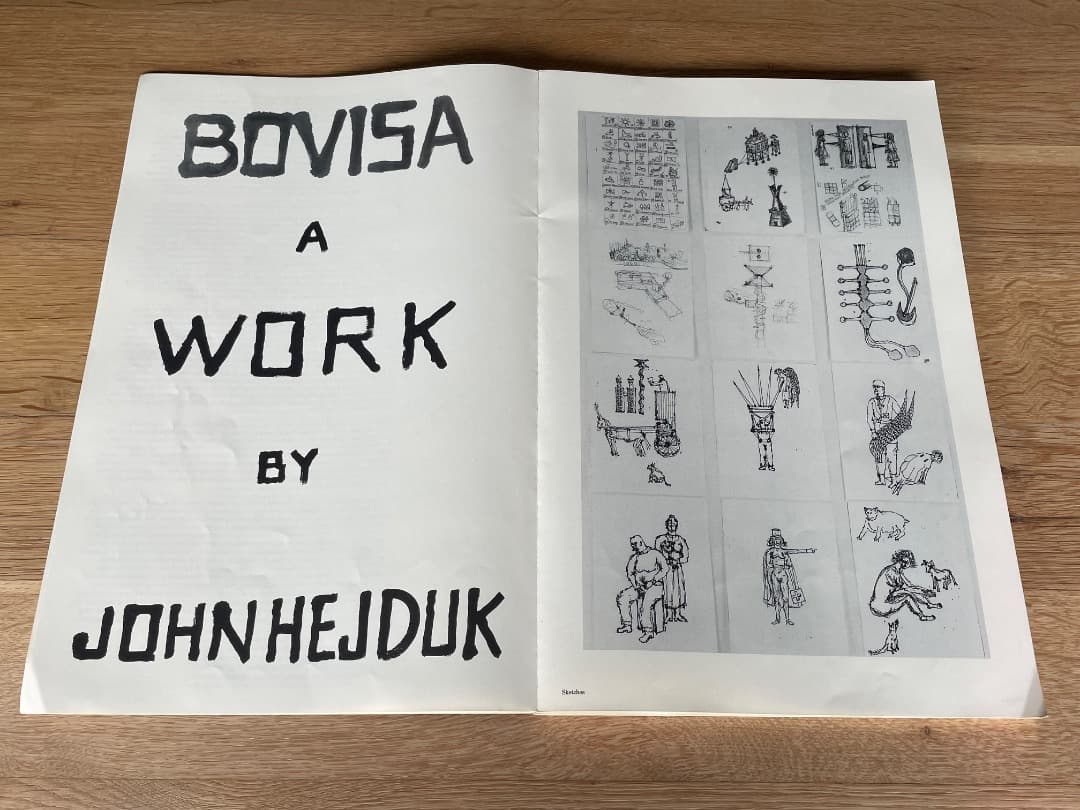 BOVISA
A
WORK
BY
JOHN HEJDUK
Sketches